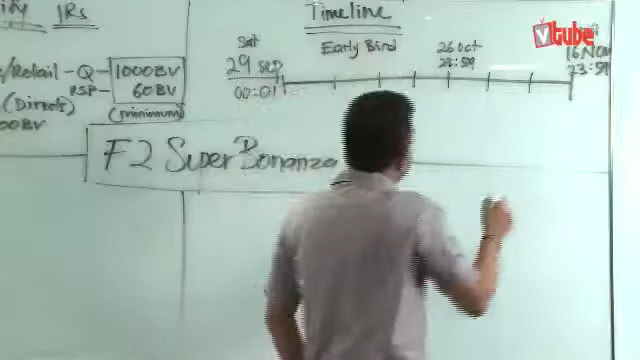 IRs
Timeline
vtube
Sat
Early Bird
26 Oct
16 Nov
/Retail - Q - 1000BV
29 Sep
23:59
23:59
RSP - 60BV
00:01
(Direct)
(minimum)
00BV
F2 Super Bonanza